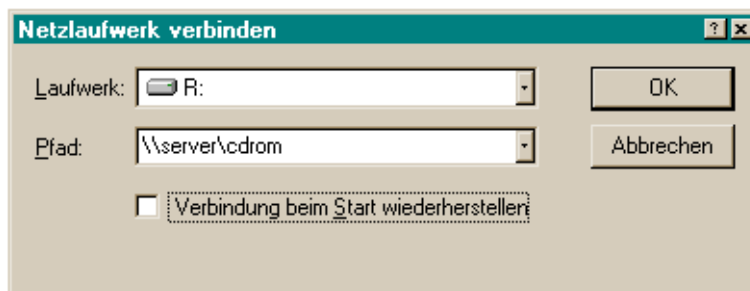 Netzlaufwerk verbinden
Laufwerk: R: OK
Pfad: \\server\cdrom Abbrechen
Verbindung beim Start wiederherstellen